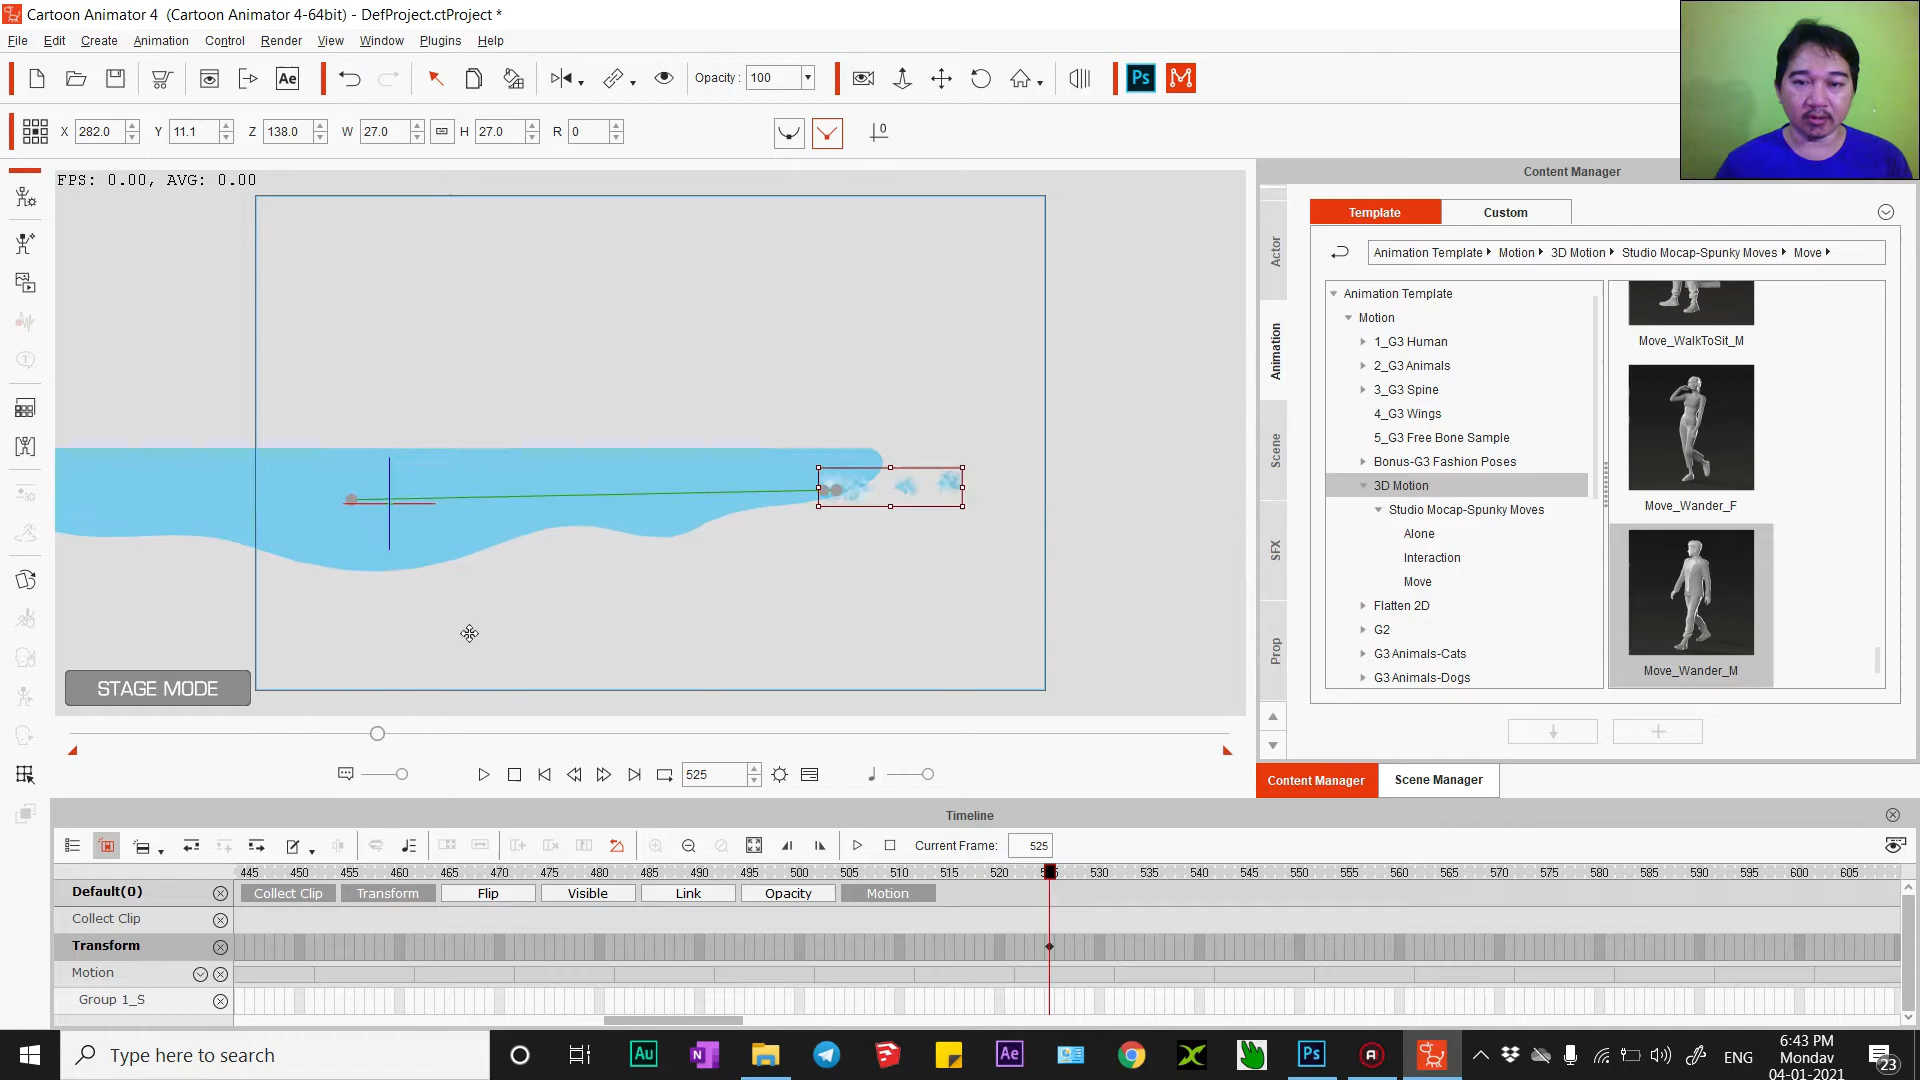 Cartoon Animator 4  (Cartoon Animator 4-64bit) - DefProject.ctProject *
File Edit Create Animation Control Render View Window Plugins Help
Ae Opacity : 100 Ps
X 282.0 Y 11.1 Z 138.0 W 27.0 H 27.0 R 0 0
FPS: 0.00, AVG: 0.00
STAGE MODE
525
Content Manager
Template Custom
Animation Template Motion 3D Motion Studio Mocap-Spunky Moves Move
Actor
Animation
Scene
SFX
Prop
Animation Template
Motion
1_G3 Human
2_G3 Animals
3_G3 Spine
4_G3 Wings
5_G3 Free Bone Sample
Bonus-G3 Fashion Poses
3D Motion
Studio Mocap-Spunky Moves
Alone
Interaction
Move
Flatten 2D
G2
G3 Animals-Cats
G3 Animals-Dogs
Move_WalkToSit_M
Move_Wander_F
Move_Wander_M
Content Manager Scene Manager
Timeline
Current Frame: 525
445 450 455 460 465 470 475 480 485 490 495 500 505 510 515 520 530 535 540 545 550 555 560 565 570 575 580 585 590 595 600 605
Default(0) Collect Clip Transform Flip Visible Link Opacity Motion
Collect Clip
Transform
Motion
Group 1_S
Type here to search
Au N Ae Ps
ENG
6:43 PM
Monday
04-01-2021
23